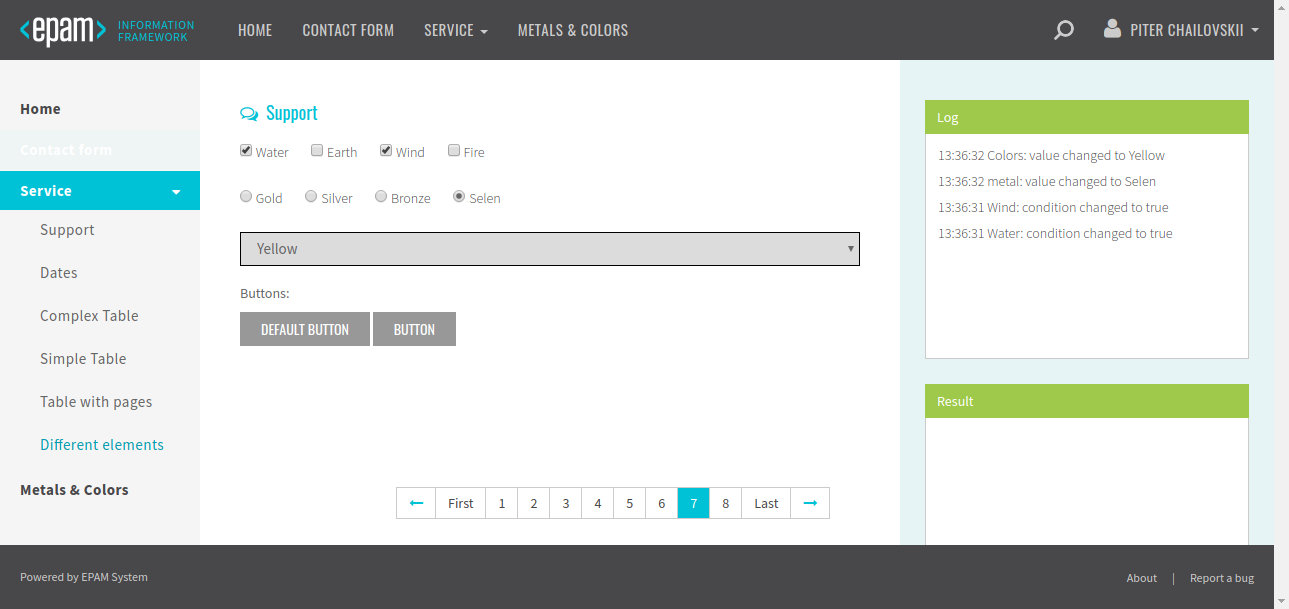 <epam> INFORMATION FRAMEWORK
HOME
CONTACT FORM
SERVICE
METALS & COLORS
PITER CHAILOVSKII
Home
Contact form
Service
Support
Dates
Complex Table
Simple Table
Table with pages
Different elements
Metals & Colors
Support
Water Earth Wind Fire
Gold Silver Bronze Selen
Yellow
Buttons:
DEFAULT BUTTON BUTTON
← First 1 2 3 4 5 6 7 8 Last →
Log
13:36:32 Colors: value changed to Yellow
13:36:32 metal: value changed to Selen
13:36:31 Wind: condition changed to true
13:36:31 Water: condition changed to true
Result
Powered by EPAM System
About | Report a bug